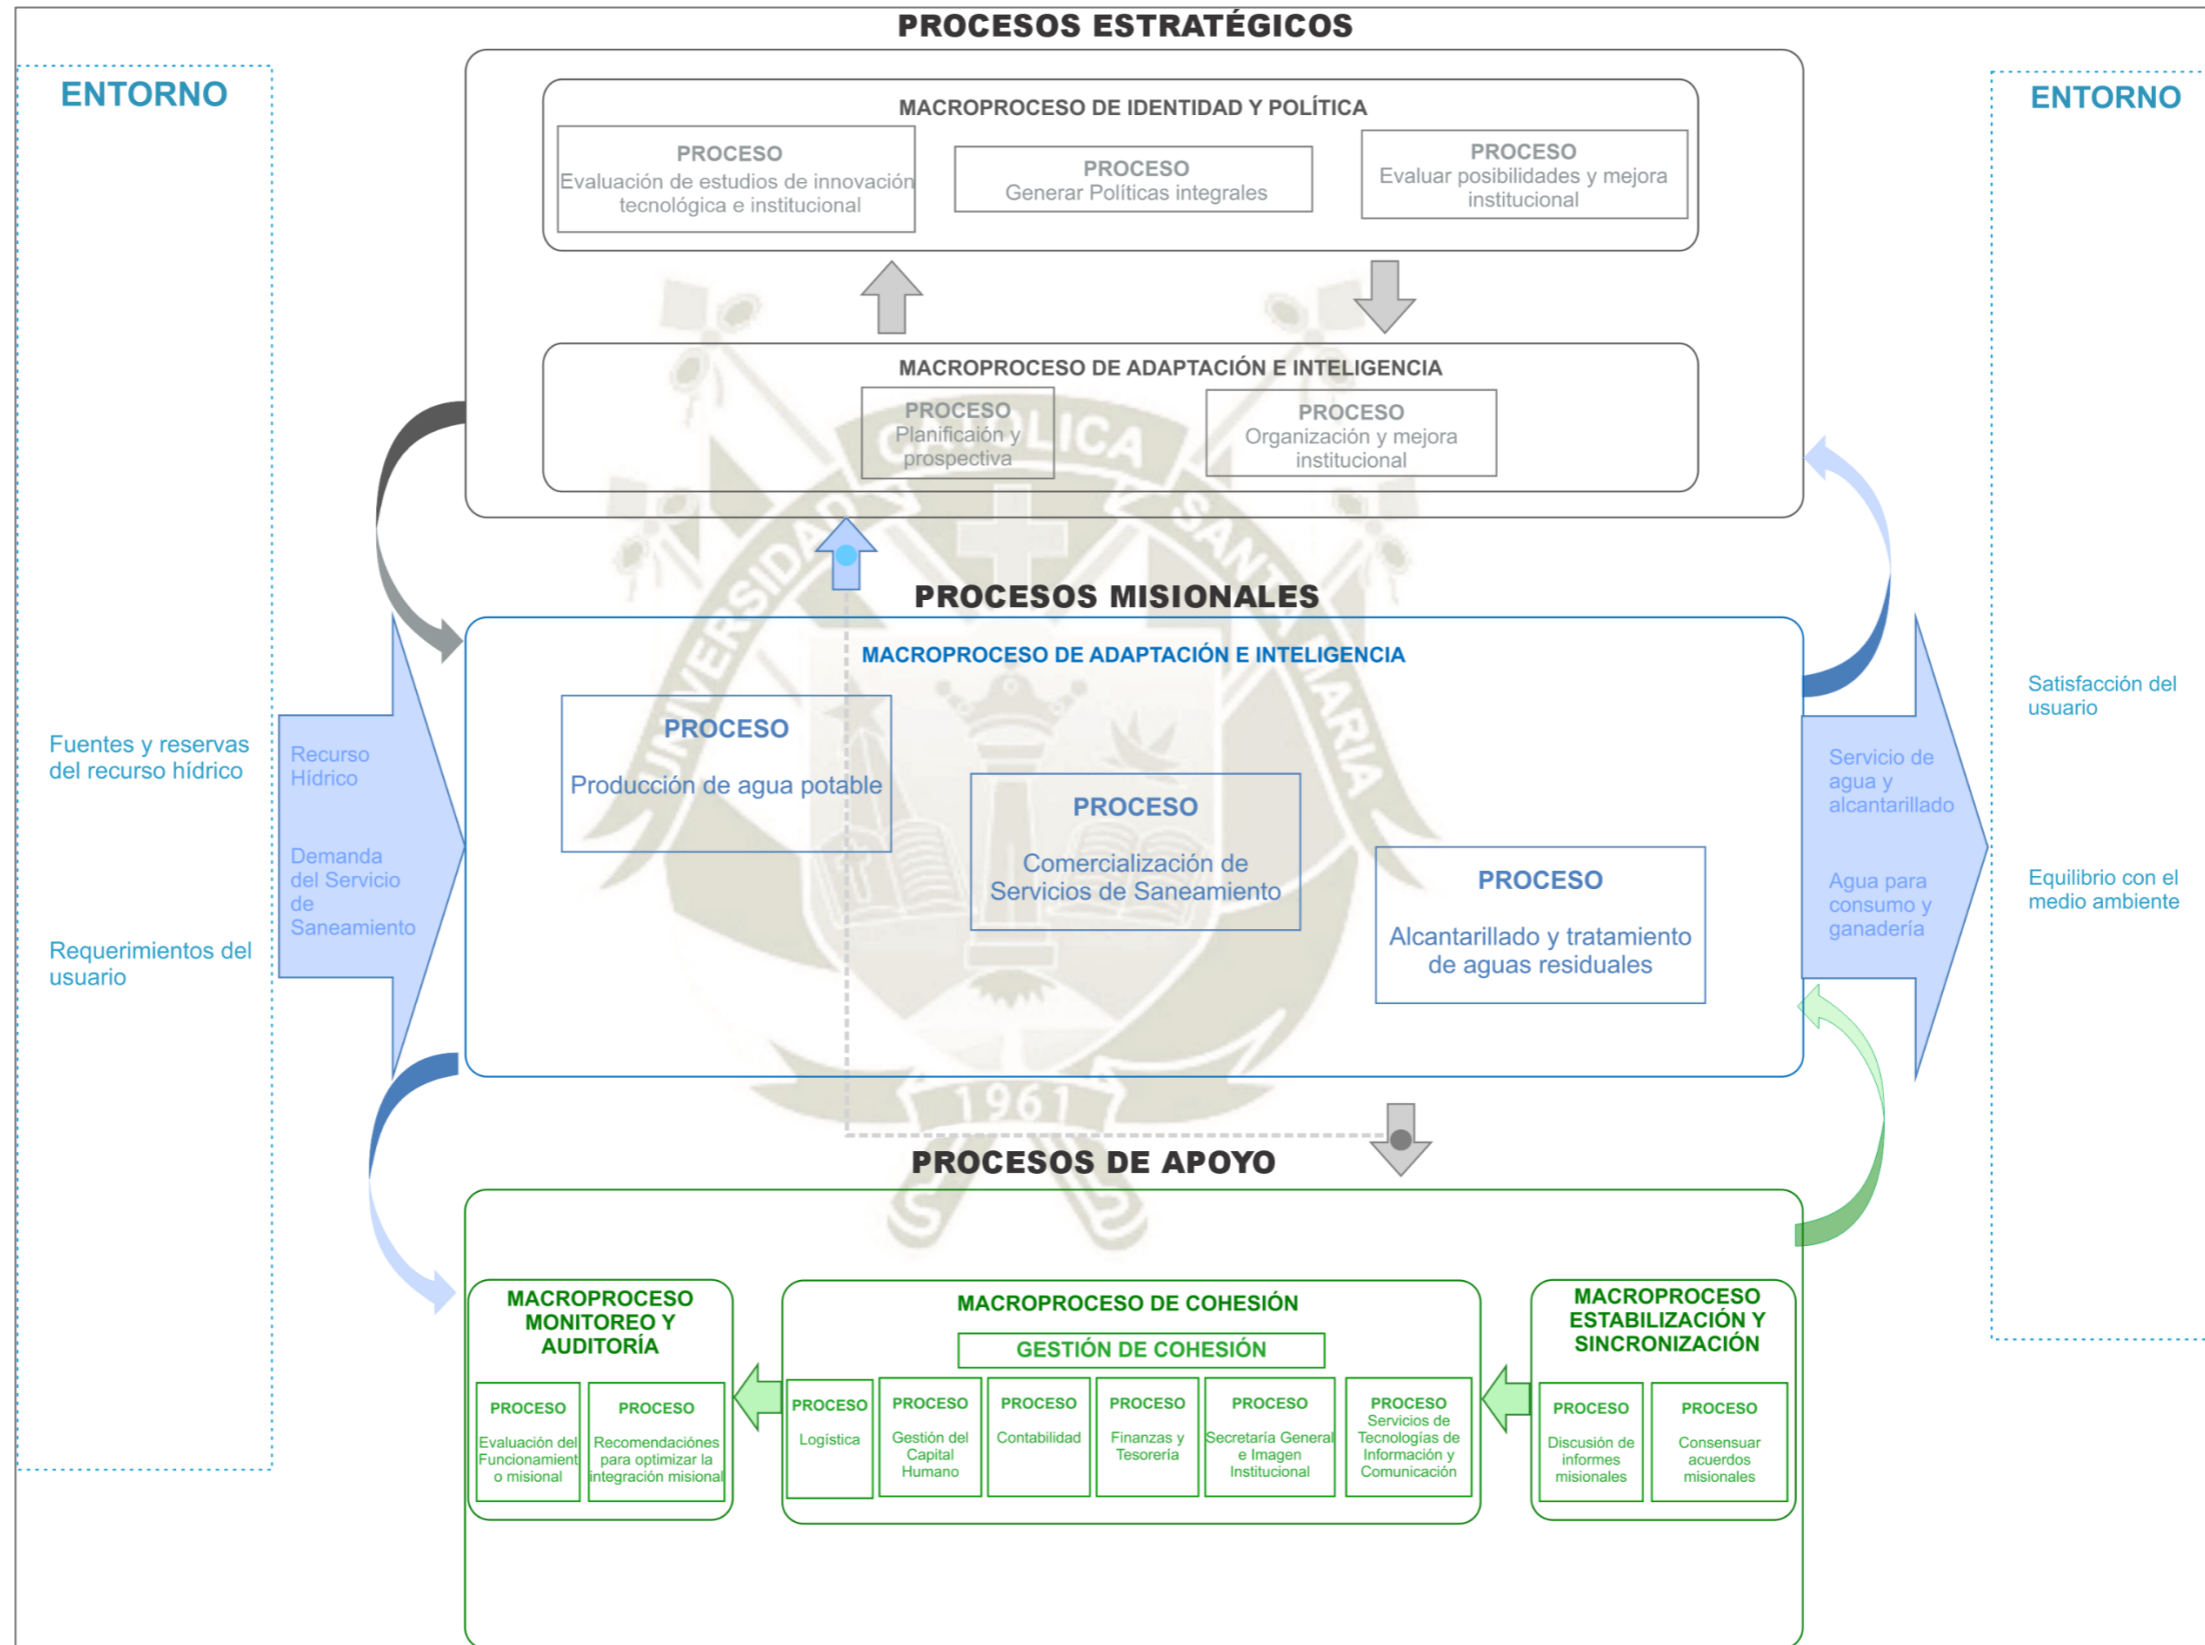 PROCESOS ESTRATÉGICOS
ENTORNO
MACROPROCESO DE IDENTIDAD Y POLÍTICA
PROCESO
Evaluación de estudios de innovación
tecnológica e institucional
PROCESO
Generar Políticas integrales
PROCESO
Evaluar posibilidades y mejora
institucional
MACROPROCESO DE ADAPTACIÓN E INTELIGENCIA
PROCESO
Planificaión y
prospectiva
PROCESO
Organización y mejora
institucional
UNIVERSIDAD CATOLICA SANTA MARIA
1961
PROCESOS MISIONALES
MACROPROCESO DE ADAPTACIÓN E INTELIGENCIA
Fuentes y reservas
del recurso hídrico
Requerimientos del
usuario
Recurso
Hídrico
Demanda
del Servicio
de
Saneamiento
PROCESO
Producción de agua potable
PROCESO
Comercialización de
Servicios de Saneamiento
PROCESO
Alcantarillado y tratamiento
de aguas residuales
Servicio de
agua y
alcantarillado
Agua para
consumo y
ganadería
ENTORNO
Satisfacción del
usuario
Equilibrio con el
medio ambiente
PROCESOS DE APOYO
MACROPROCESO
MONITOREO Y
AUDITORÍA
PROCESO
Evaluación del
Funcionamient
o misional
PROCESO
Recomendaciónes
para optimizar la
integración misional
MACROPROCESO DE COHESIÓN
GESTIÓN DE COHESIÓN
PROCESO
Logística
PROCESO
Gestión del
Capital
Humano
PROCESO
Contabilidad
PROCESO
Finanzas y
Tesorería
PROCESO
Secretaría General
e Imagen
Institucional
PROCESO
Servicios de
Tecnologías de
Información y
Comunicación
MACROPROCESO
ESTABILIZACIÓN Y
SINCRONIZACIÓN
PROCESO
Discusión de
informes
misionales
PROCESO
Consensuar
acuerdos
misionales